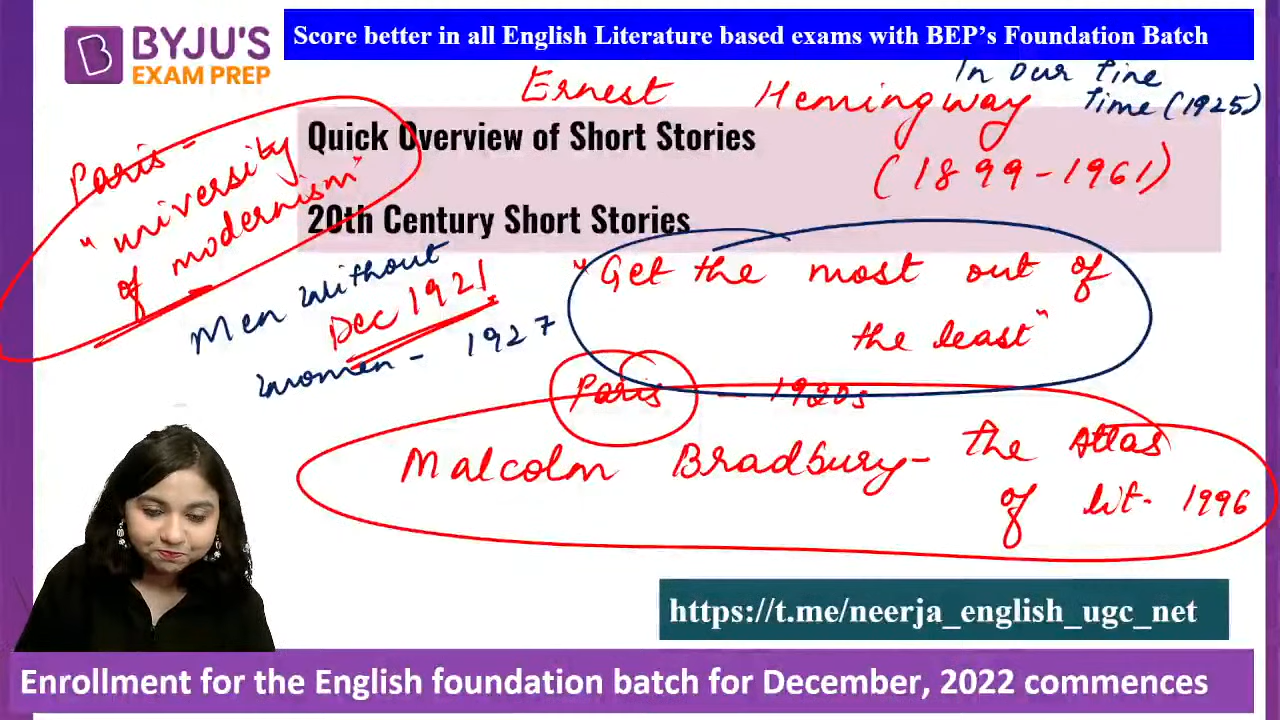 BYJU'S
EXAM PREP
Score better in all English Literature based exams with BEP's Foundation Batch
In Our Time
Ernest Hemingway
Time (1925)
Quick Overview of Short Stories
(1899-1961)
Paris -
"university
of modernism"
20th Century Short Stories
"Get the most out of
the least"
Men Without
Dec 1921
Women - 1927
Paris - 1920s
Malcolm Bradbury - the Atlas
of lit. 1996
https://t.me/neerja_english_ugc_net
Enrollment for the English foundation batch for December, 2022 commences